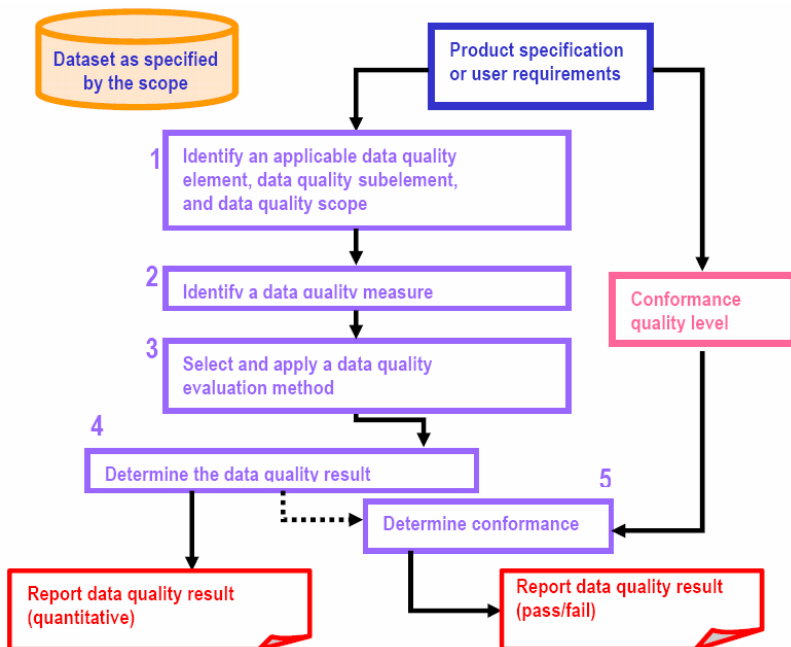 Dataset as specified
by the scope
Product specification
or user requirements
1
Identify an applicable data quality
element, data quality subelement,
and data quality scope
2
Identify a data quality measure
Conformance
quality level
3
Select and apply a data quality
evaluation method
4
Determine the data quality result
5
Determine conformance
Report data quality result
(quantitative)
Report data quality result
(pass/fail)